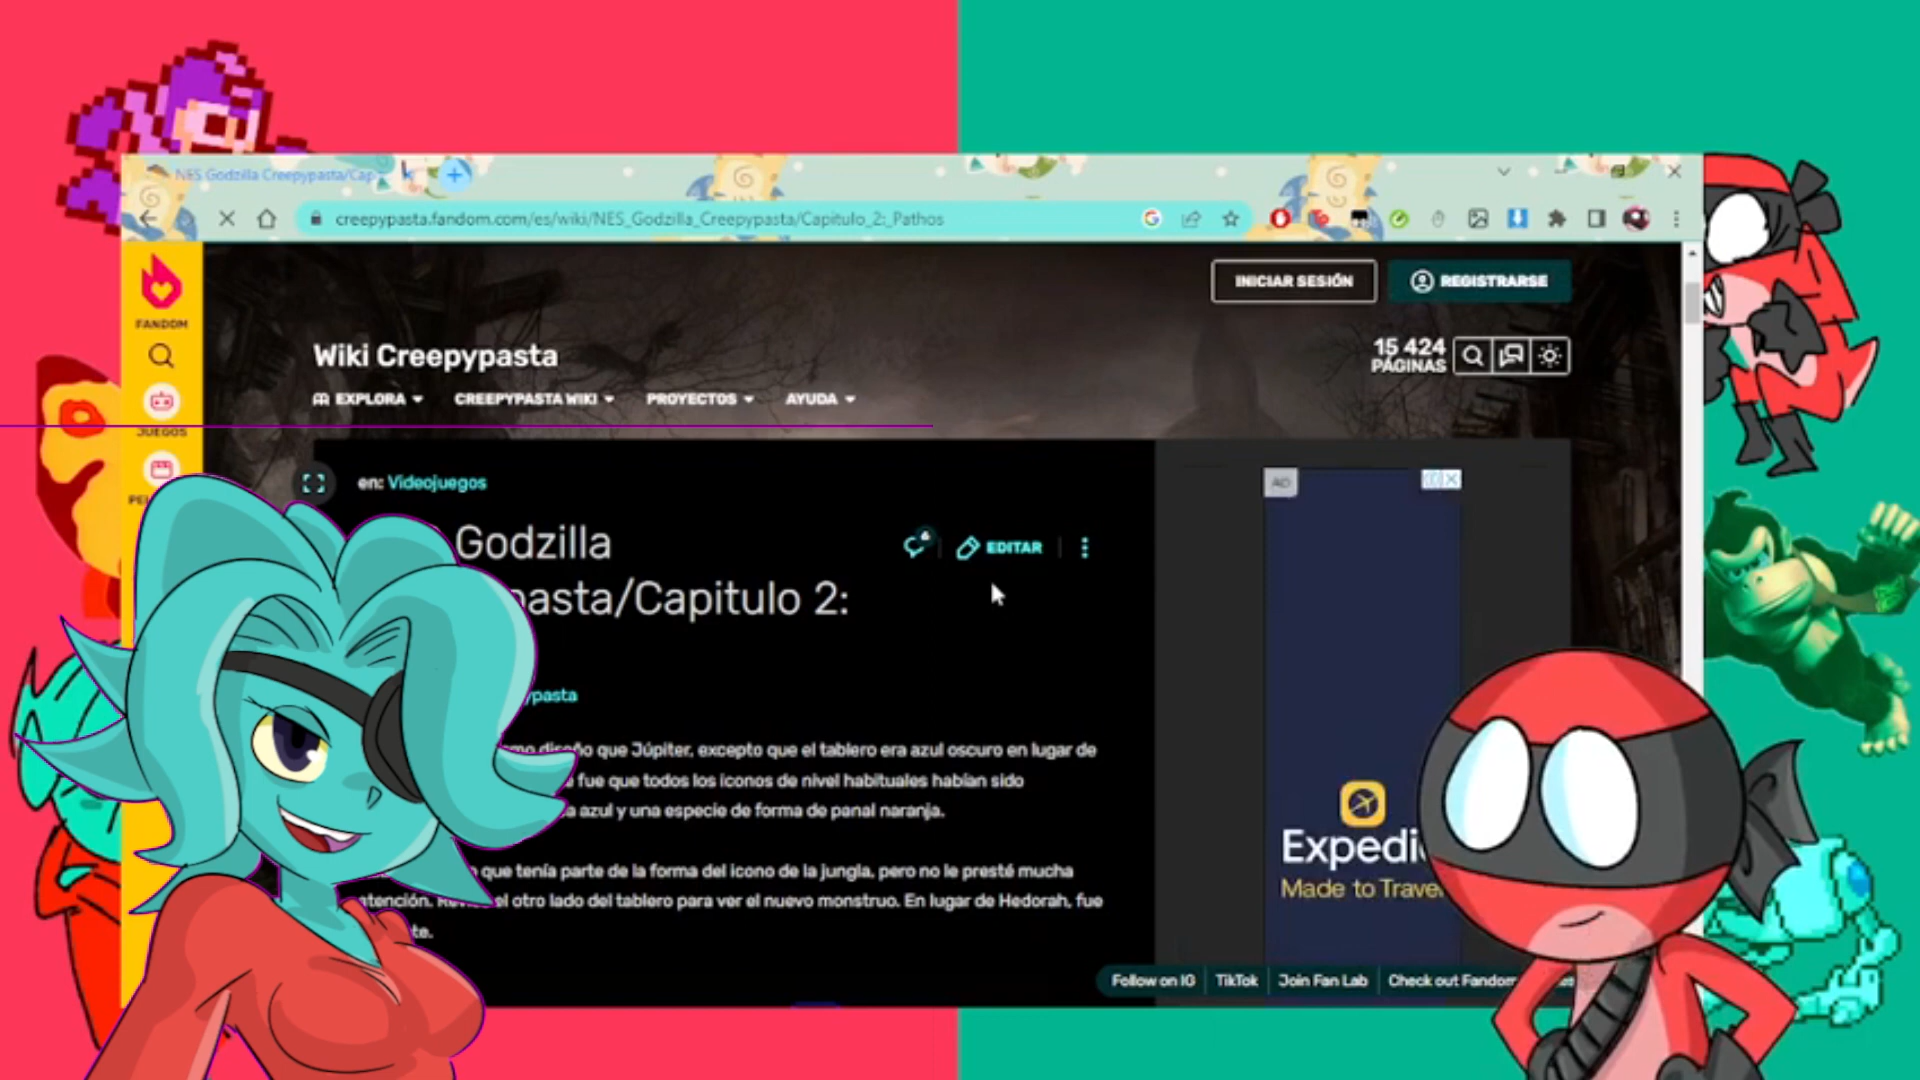 NES Godzilla Creepypasta/Cap
creepypasta.fandom.com/es/wiki/NES_Godzilla_Creepypasta/Capitulo_2:_Pathos
FANDOM
INICIAR SESIÓN
REGISTRARSE
Wiki Creepypasta
15 424
PÁGINAS
EXPLORA
CREEPYPASTA WIKI
PROYECTOS
AYUDA
JUEGOS
PEL
en: Videojuegos
AD
Godzilla
6
EDITAR
pasta/Capitulo 2:
ypasta
mo diseño que Júpiter, excepto que el tablero era azul oscuro en lugar de
fue que todos los iconos de nivel habituales habían sido
a azul y una especie de forma de panal naranja.
que tenía parte de la forma del icono de la jungla, pero no le presté mucha
atención. el otro lado del tablero para ver el nuevo monstruo. En lugar de Hedorah, fue
te.
Expedi
Made to Trave
Follow on IG
TikTok
Join Fan Lab
Check out Fandom